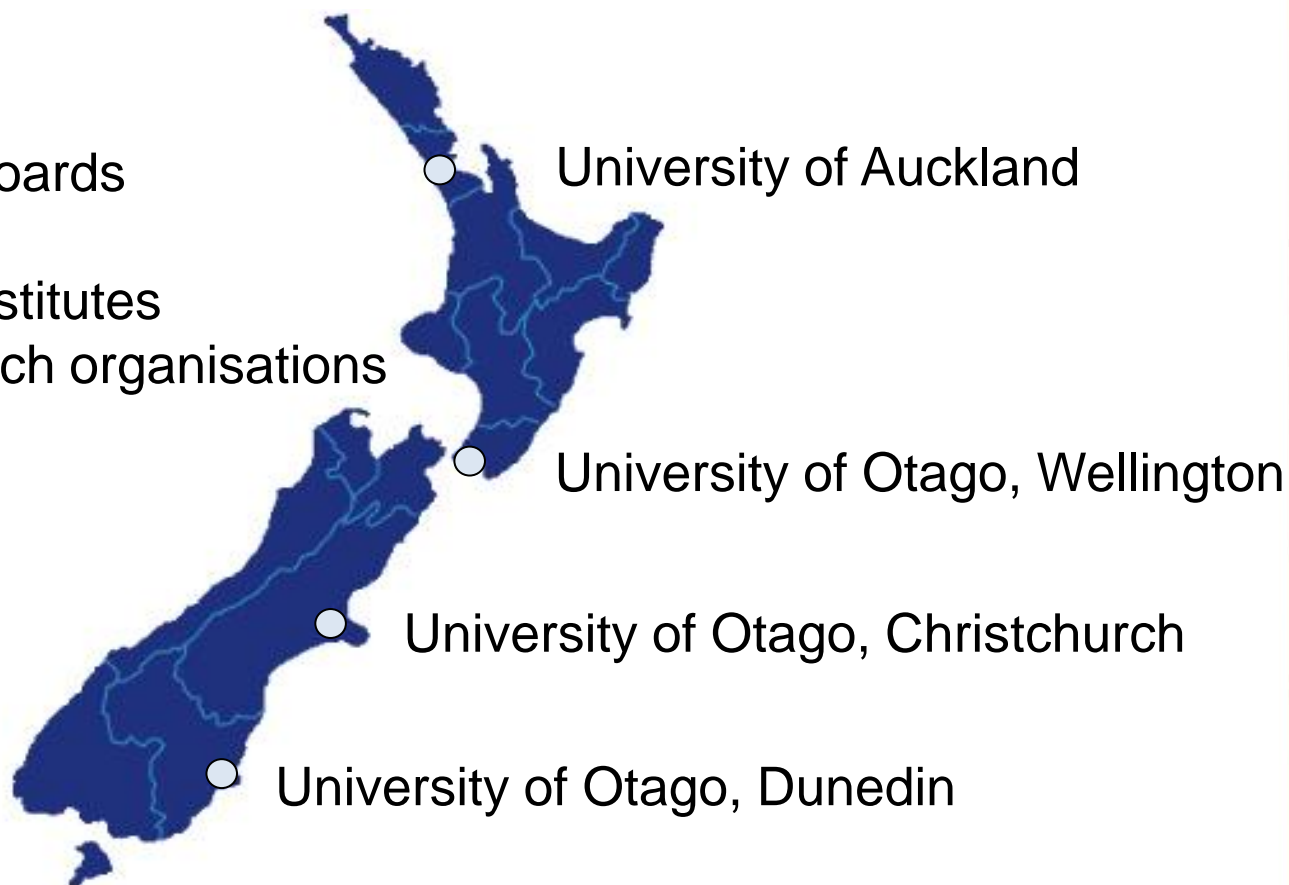 oards
University of Auckland
stitutes
ch organisations
University of Otago, Wellington
University of Otago, Christchurch
University of Otago, Dunedin